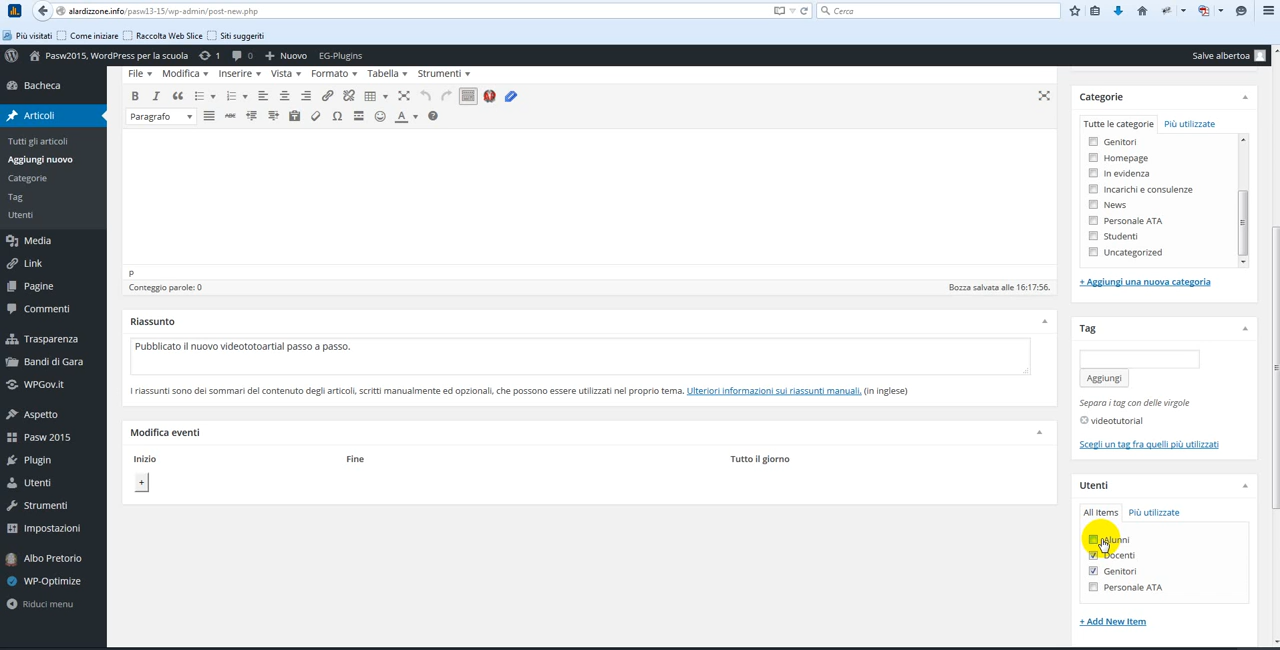 alardizzone.info/pasw13-15/wp-admin/post-new.php
Cerca
Più visitati
Come iniziare
Raccolta Web Slice
Siti suggeriti
Pasw2015, WordPress per la scuola
1
0
Nuovo
EG-Plugins
Salve albertoa
Bacheca
Articoli
Tutti gli articoli
Aggiungi nuovo
Categorie
Tag
Utenti
Media
Link
Pagine
Commenti
Trasparenza
Bandi di Gara
WPGov.it
Aspetto
Pasw 2015
Plugin
Utenti
Strumenti
Impostazioni
Albo Pretorio
WP-Optimize
Riduci menu
File
Modifica
Inserire
Vista
Formato
Tabella
Strumenti
Paragrafo
p
Conteggio parole: 0
Bozza salvata alle 16:17:56.
Riassunto
Pubblicato il nuovo videototoartial passo a passo.
I riassunti sono dei sommari del contenuto degli articoli, scritti manualmente ed opzionali, che possono essere utilizzati nel proprio tema. Ulteriori informazioni sui riassunti manuali. (in inglese)
Modifica eventi
Inizio
Fine
Tutto il giorno
+
Categorie
Tutte le categorie
Più utilizzate
Genitori
Homepage
In evidenza
Incarichi e consulenze
News
Personale ATA
Studenti
Uncategorized
+ Aggiungi una nuova categoria
Tag
Aggiungi
Separa i tag con delle virgole
videotutorial
Scegli un tag fra quelli più utilizzati
Utenti
All Items
Più utilizzate
Alunni
Docenti
Genitori
Personale ATA
+ Add New Item